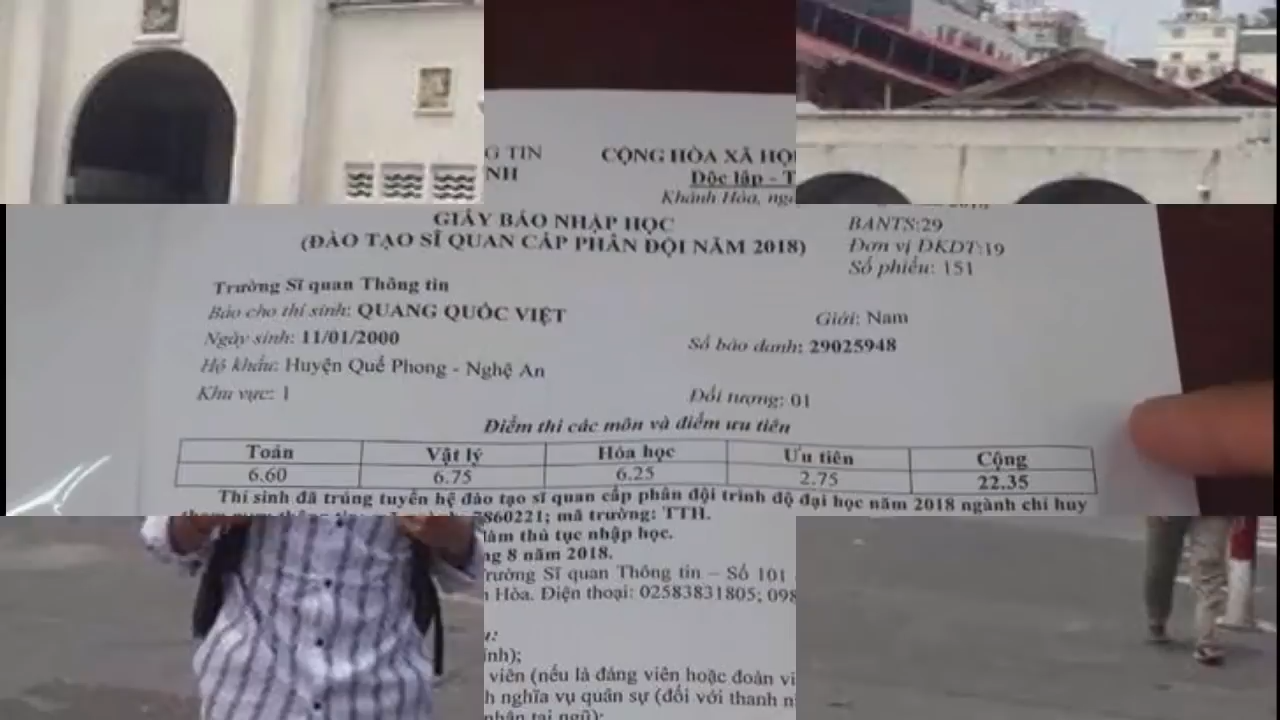 G TIN CỘNG HÒA XÃ HỘI
NH Độc lập - T
Khánh Hòa, ngà
GIẤY BÁO NHẬP HỌC
(ĐÀO TẠO SĨ QUAN CẤP PHÂN ĐỘI NĂM 2018)
BANTS:29
Đơn vị ĐKDT:19
Số phiếu: 151
Trường Sĩ quan Thông tin
Báo cho thí sinh: QUANG QUỐC VIỆT Giới: Nam
Ngày sinh: 11/01/2000 Số báo danh: 29025948
Hộ khẩu: Huyện Quế Phong - Nghệ An
Khu vực: 1 Đối tượng: 01
Điểm thi các môn và điểm ưu tiên
Toán Vật lý Hóa học Ưu tiên Cộng
6.60 6.75 6.25 2.75 22.35
Thí sinh đã trúng tuyển hệ đào tạo sĩ quan cấp phân đội trình độ đại học năm 2018 ngành chỉ huy
7860221; mã trường: TTH.
làm thủ tục nhập học.
ng 8 năm 2018.
rường Sĩ quan Thông tin – Số 101
Hòa. Điện thoại: 02583831805; 098
u:
ính);
viên (nếu là đảng viên hoặc đoàn vi
h nghĩa vụ quân sự (đối với thanh n
nhân tại ngũ);